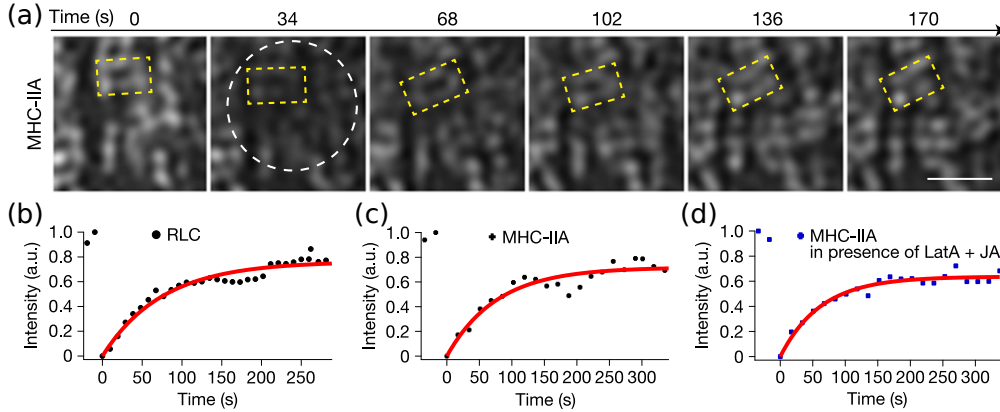 (a) Time (s) 0 34 68 102 136 170
MHC-IIA
(b) (c) (d)
RLC
MHC-IIA
MHC-IIA
in presence of LatA + JA
Intensity (a.u.)
1.0
0.8
0.6
0.4
0.2
0
0 50 100 150 200 250
Time (s)
Intensity (a.u.)
1.0
0.8
0.6
0.4
0.2
0
0 50 100 150 200 250 300
Time (s)
Intensity (a.u.)
1.0
0.8
0.6
0.4
0.2
0
0 50 100 150 200 250 300
Time (s)